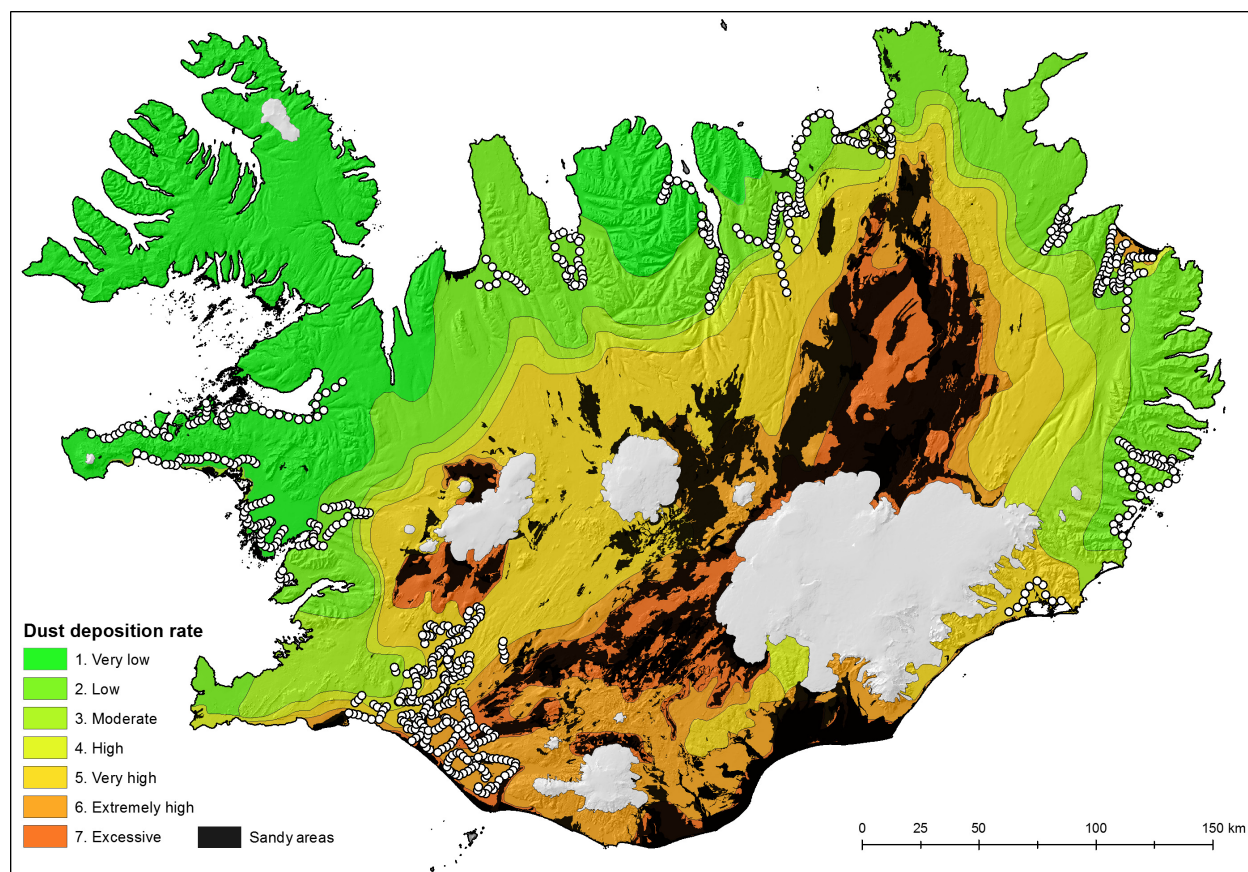 Dust deposition rate
1. Very low
2. Low
3. Moderate
4. High
5. Very high
6. Extremely high
7. Excessive
Sandy areas
0 25 50 100 150 km